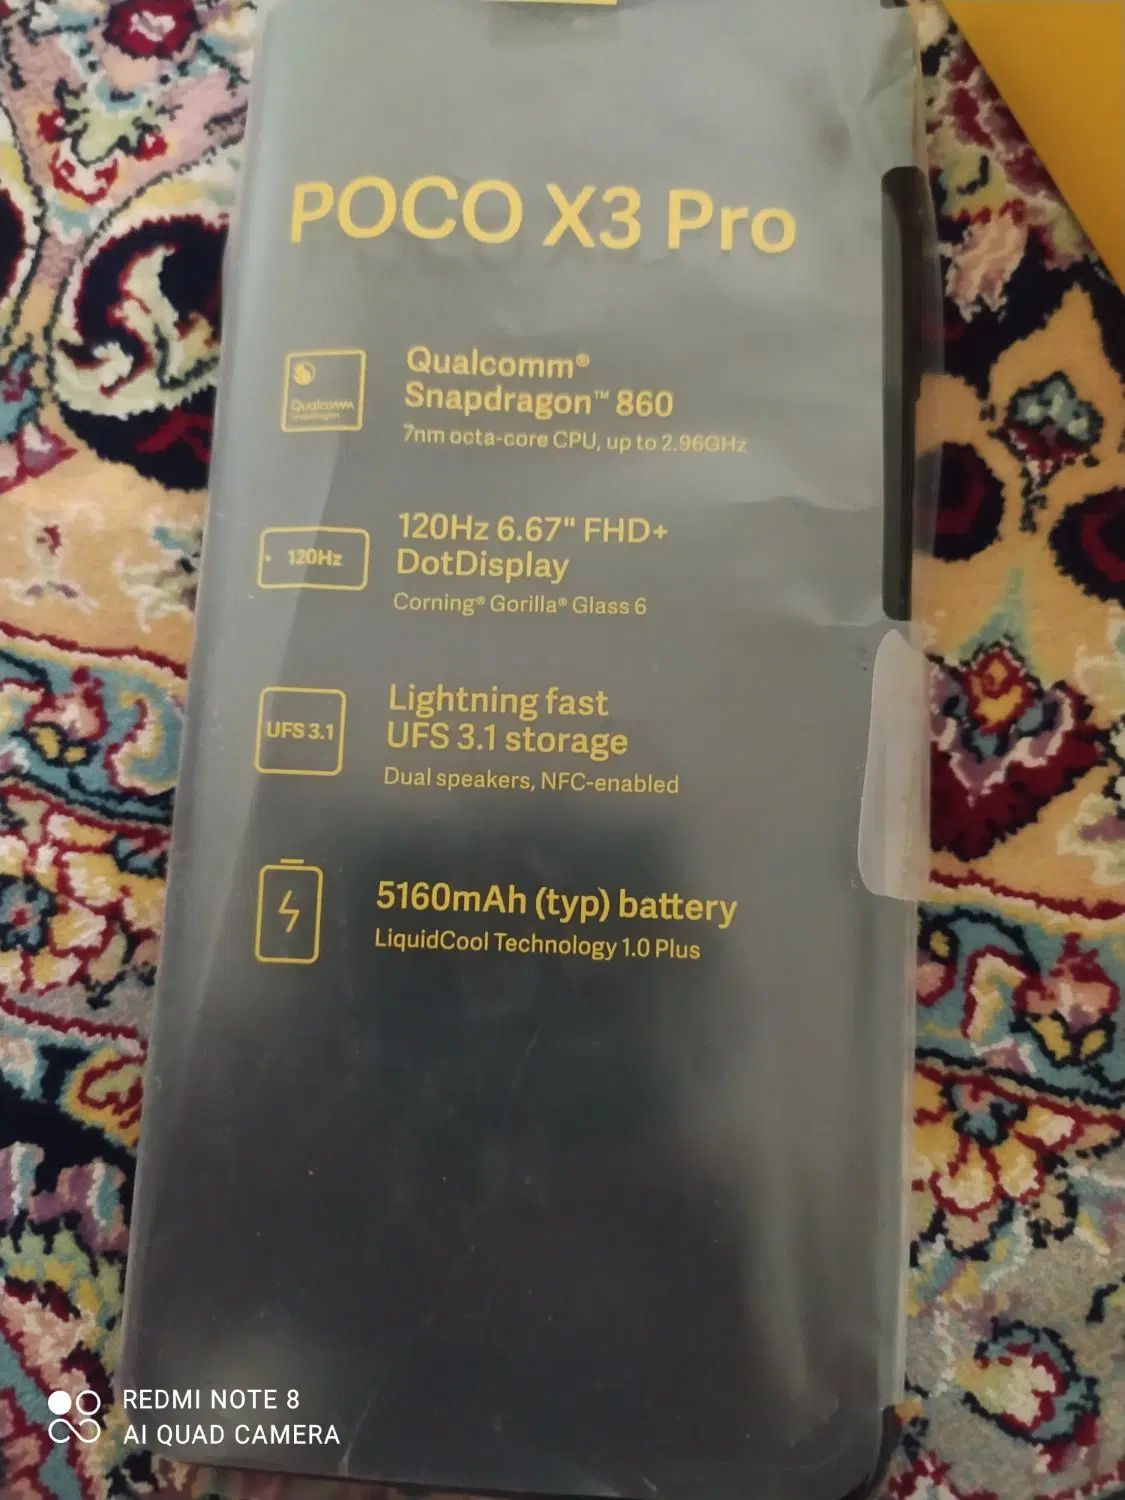 POCO X3 Pro
Qualcomm
snapdragon
Qualcomm®
Snapdragon™ 860
7nm octa-core CPU, up to 2.96GHz
120Hz
120Hz 6.67" FHD+
DotDisplay
Corning® Gorilla® Glass 6
UFS 3.1
Lightning fast
UFS 3.1 storage
Dual speakers, NFC-enabled
5160mAh (typ) battery
LiquidCool Technology 1.0 Plus
REDMI NOTE 8
AI QUAD CAMERA